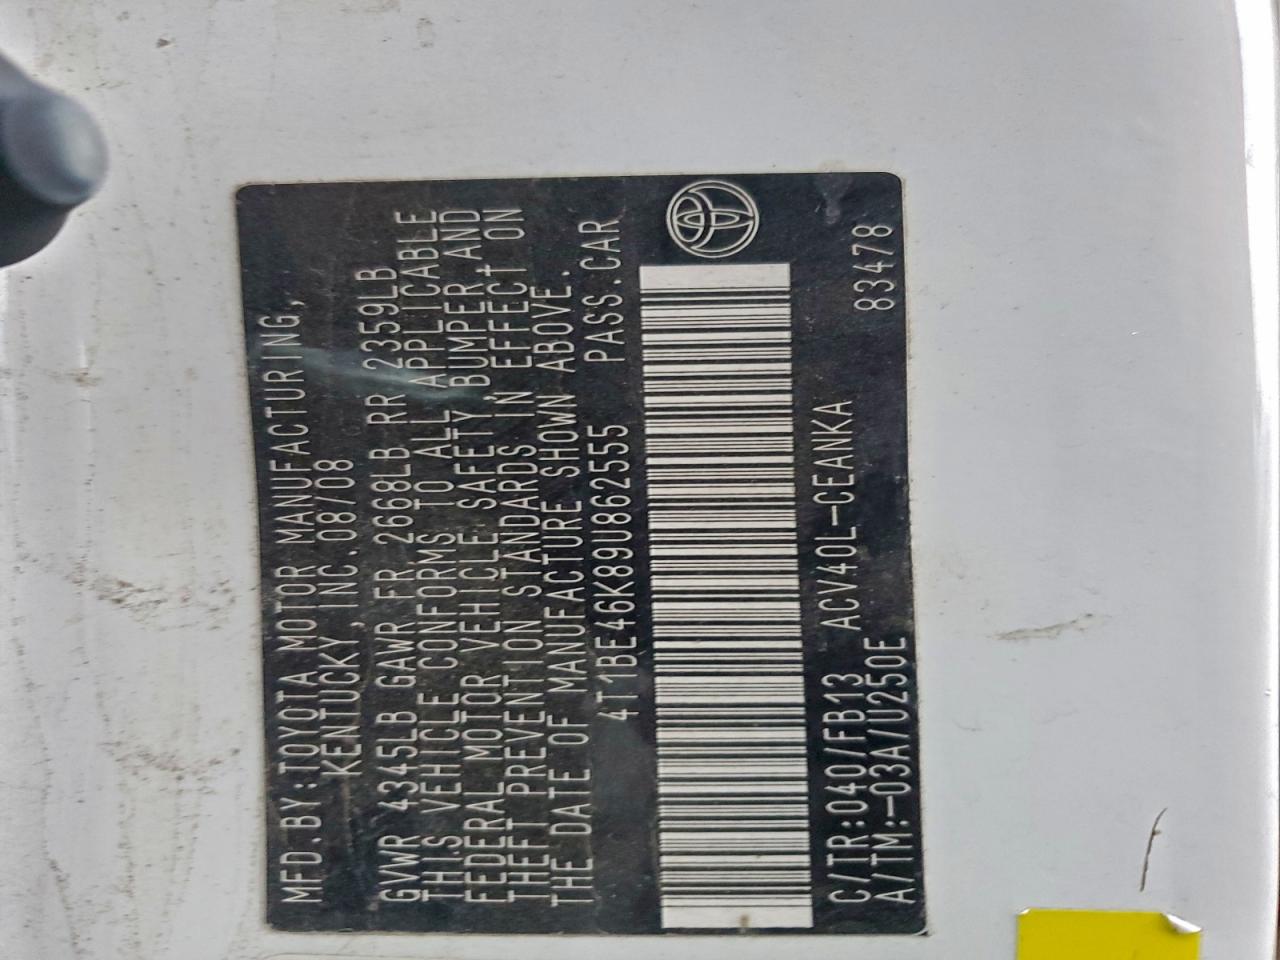 MFD.BY:TOYOTA MOTOR MANUFACTURING,
KENTUCKY, INC.08/08
GVWR 4345LB GAWR FR 2668LB RR 2359LB
THIS VEHICLE CONFORMS TO ALL APPLICABLE
FEDERAL MOTOR VEHICLE SAFETY, BUMPER, AND
THEFT PREVENTION STANDARDS IN EFFECT ON
THE DATE OF MANUFACTURE SHOWN ABOVE.
4T1BE46K89U862555 PASS.CAR
C/TR:040/FB13 ACV40L-CEANKA
A/TM:-03A/U250E 83478